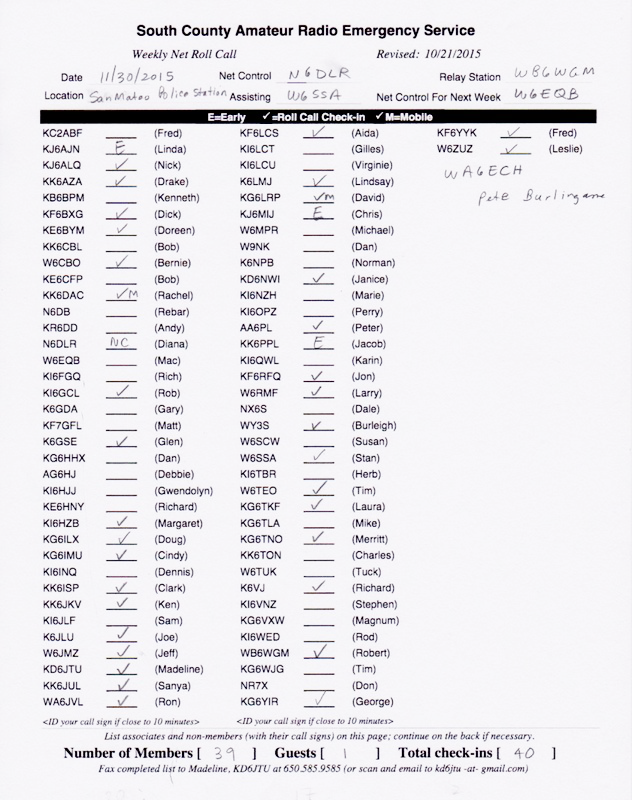 South County Amateur Radio Emergency Service
Weekly Net Roll Call Revised: 10/21/2015
Date 11/30/2015 Net Control N6DLR Relay Station WB6WGM
Location San Mateo Police Station Assisting W6SSA Net Control For Next Week W6EQB
E=Early ✓=Roll Call Check-in ✓M=Mobile
KC2ABF (Fred) KF6LCS ✓ (Aida) KF6YYK ✓ (Fred)
KJ6AJN E (Linda) KI6LCT (Gilles) W6ZUZ ✓ (Leslie)
KJ6ALQ ✓ (Nick) KI6LCU (Virginie) WA6ECH
KK6AZA ✓ (Drake) K6LMJ ✓ (Lindsay)
KB6BPM (Kenneth) KG6LRP ✓M (David) Pete Burlingame
KF6BXG ✓ (Dick) KJ6MIJ E (Chris)
KE6BYM ✓ (Doreen) W6MPR (Michael)
KK6CBL (Bob) W9NK (Dan)
W6CBO ✓ (Bernie) K6NPB (Norman)
KE6CFP (Bob) KD6NWI ✓ (Janice)
KK6DAC ✓M (Rachel) KI6NZH (Marie)
N6DB (Rebar) KI6OPZ (Perry)
KR6DD (Andy) AA6PL ✓ (Peter)
N6DLR NC (Diana) KK6PPL E (Jacob)
W6EQB (Mac) KI6QWL (Karin)
KI6FGQ (Rich) KF6RFQ ✓ (Jon)
KI6GCL ✓ (Rob) W6RMF ✓ (Larry)
K6GDA (Gary) NX6S (Dale)
KF7GFL (Matt) WY3S ✓ (Burleigh)
K6GSE ✓ (Glen) W6SCW (Susan)
KG6HHX (Dan) W6SSA ✓ (Stan)
AG6HJ (Debbie) KI6TBR (Herb)
KI6HJJ (Gwendolyn) W6TEO ✓ (Tim)
KE6HNY (Richard) KG6TKF ✓ (Laura)
KI6HZB ✓ (Margaret) KG6TLA (Mike)
KG6ILX ✓ (Doug) KG6TNO ✓ (Merritt)
KG6IMU ✓ (Cindy) KK6TON (Charles)
KI6INQ (Dennis) W6TUK (Tuck)
KK6ISP ✓ (Clark) K6VJ ✓ (Richard)
KK6JKV ✓ (Ken) KI6VNZ (Stephen)
KI6JLF (Sam) KG6VXW (Magnum)
K6JLU ✓ (Joe) KI6WED (Rod)
W6JMZ ✓ (Jeff) WB6WGM ✓ (Robert)
KD6JTU ✓ (Madeline) KG6WJG (Tim)
KK6JUL ✓ (Sanya) NR7X (Don)
WA6JVL ✓ (Ron) KG6YIR ✓ (George)
<ID your call sign if close to 10 minutes> <ID your call sign if close to 10 minutes>
List associates and non-members (with their call signs) on this page; continue on the back if necessary.
Number of Members [ 39 ] Guests [ 1 ] Total check-ins [ 40 ]
Fax completed list to Madeline, KD6JTU at 650.585.9585 (or scan and email to kd6jtu -at- gmail.com)